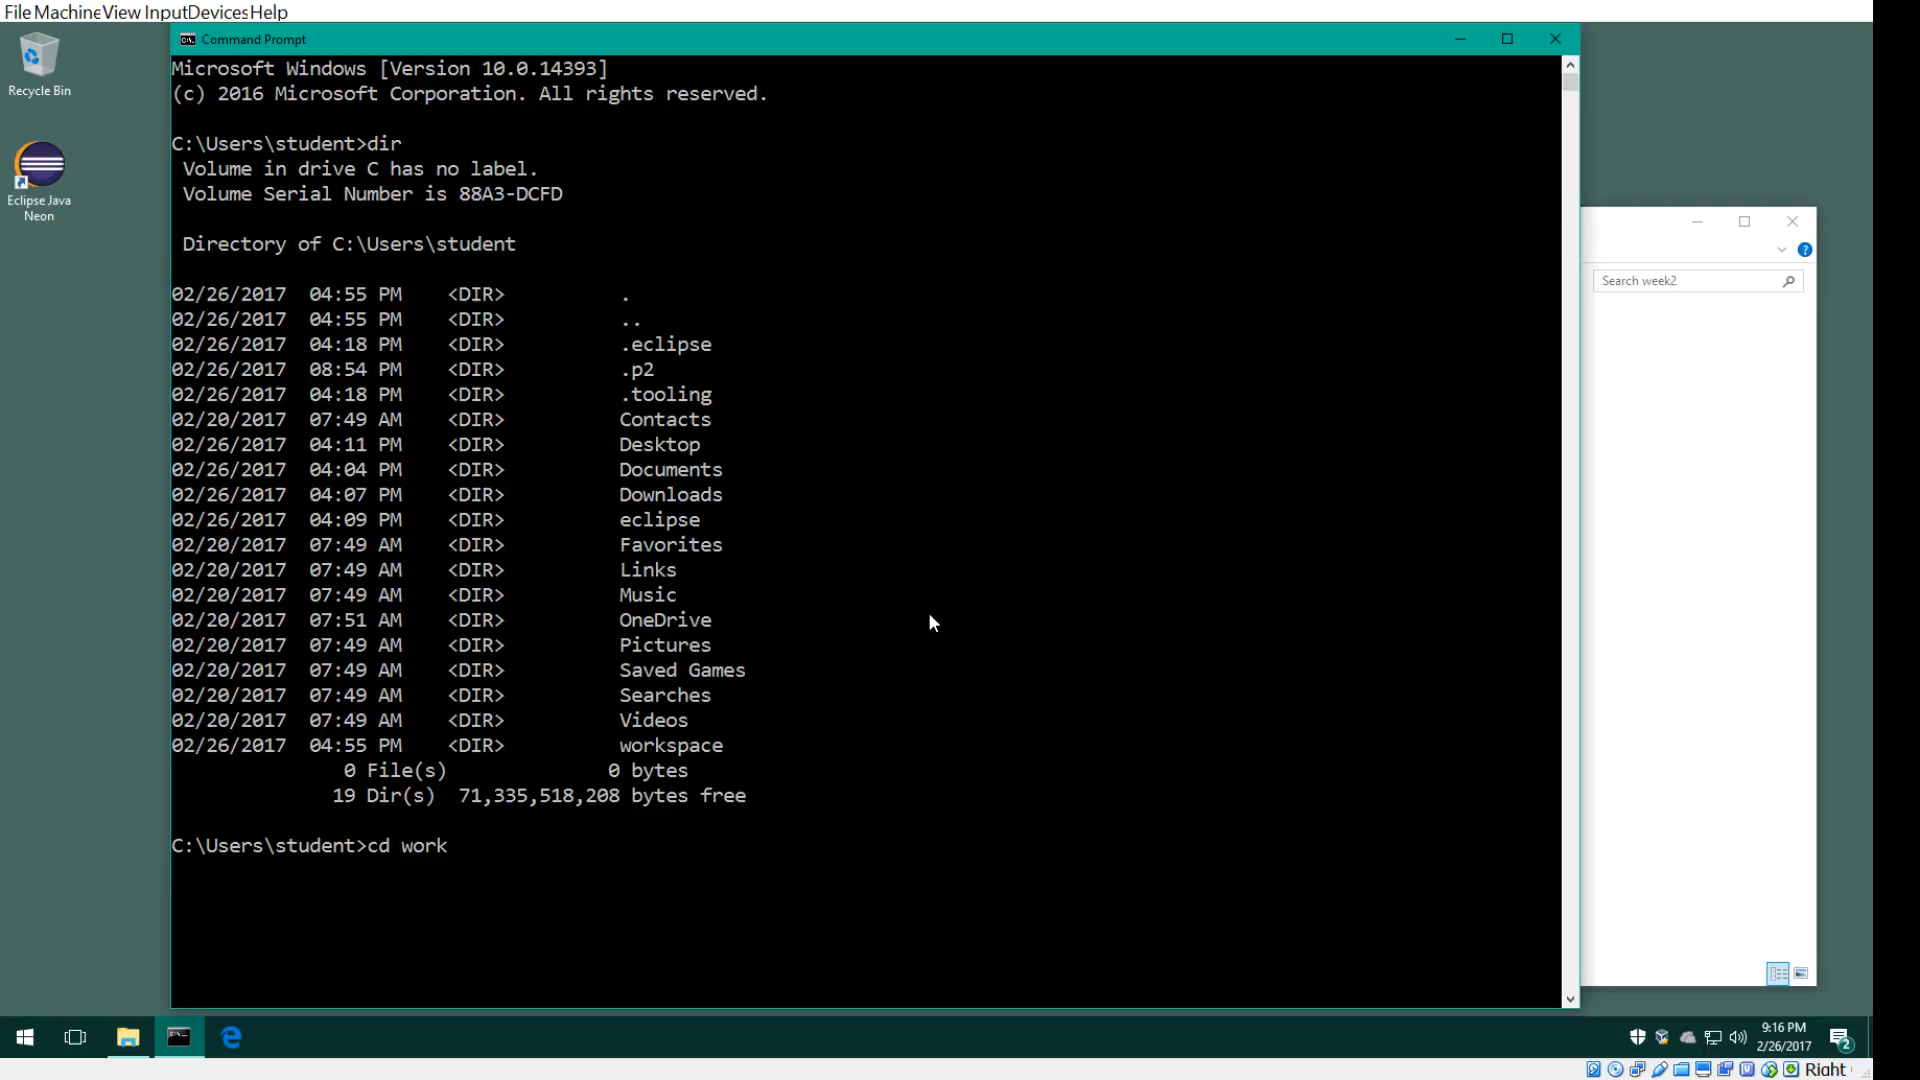 File Machine View Input Devices Help
Recycle Bin
Eclipse Java
Neon
Command Prompt
Microsoft Windows [Version 10.0.14393]
(c) 2016 Microsoft Corporation. All rights reserved.
C:\Users\student>dir
Volume in drive C has no label.
Volume Serial Number is 88A3-DCFD
Directory of C:\Users\student
02/26/2017  04:55 PM    <DIR>          .
02/26/2017  04:55 PM    <DIR>          ..
02/26/2017  04:18 PM    <DIR>          .eclipse
02/26/2017  08:54 PM    <DIR>          .p2
02/26/2017  04:18 PM    <DIR>          .tooling
02/20/2017  07:49 AM    <DIR>          Contacts
02/26/2017  04:11 PM    <DIR>          Desktop
02/26/2017  04:04 PM    <DIR>          Documents
02/26/2017  04:07 PM    <DIR>          Downloads
02/26/2017  04:09 PM    <DIR>          eclipse
02/20/2017  07:49 AM    <DIR>          Favorites
02/20/2017  07:49 AM    <DIR>          Links
02/20/2017  07:49 AM    <DIR>          Music
02/20/2017  07:51 AM    <DIR>          OneDrive
02/20/2017  07:49 AM    <DIR>          Pictures
02/20/2017  07:49 AM    <DIR>          Saved Games
02/20/2017  07:49 AM    <DIR>          Searches
02/20/2017  07:49 AM    <DIR>          Videos
02/26/2017  04:55 PM    <DIR>          workspace
0 File(s)              0 bytes
19 Dir(s)  71,335,518,208 bytes free
C:\Users\student>cd work
Search week2
9:16 PM
2/26/2017
2
Right